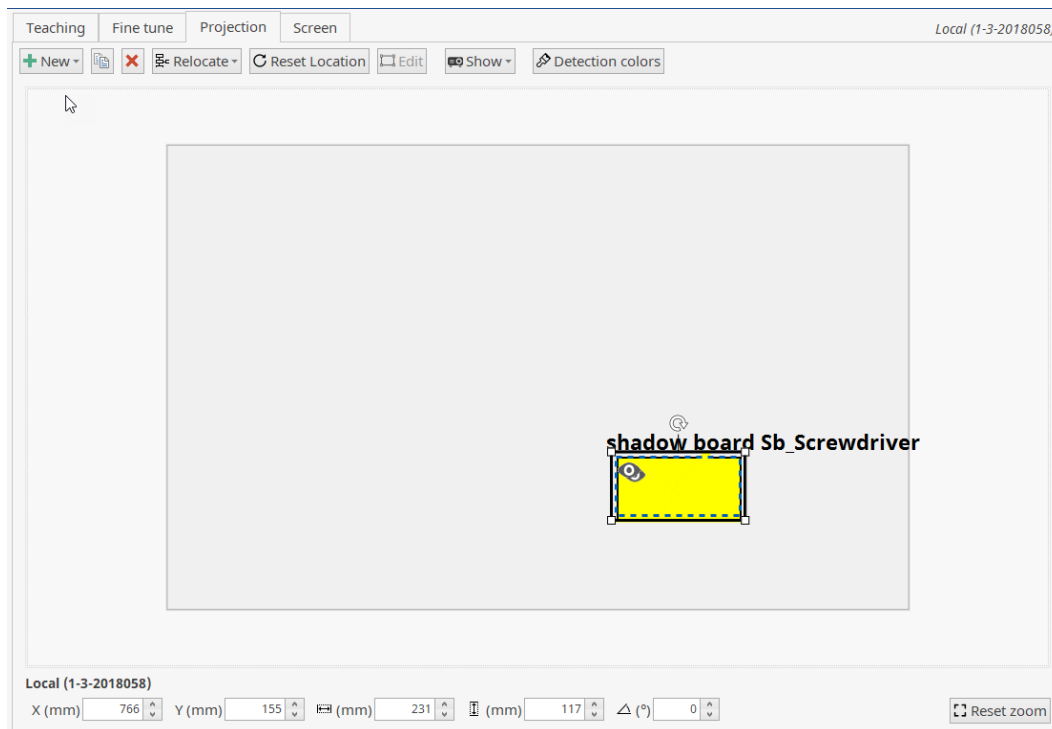 Teaching Fine tune Projection Screen Local (1-3-2018058)
New Relocate Reset Location Edit Show Detection colors
shadow board Sb_Screwdriver
Local (1-3-2018058)
X (mm) 766 Y (mm) 155 (mm) 231 (mm) 117 (º) 0 Reset zoom